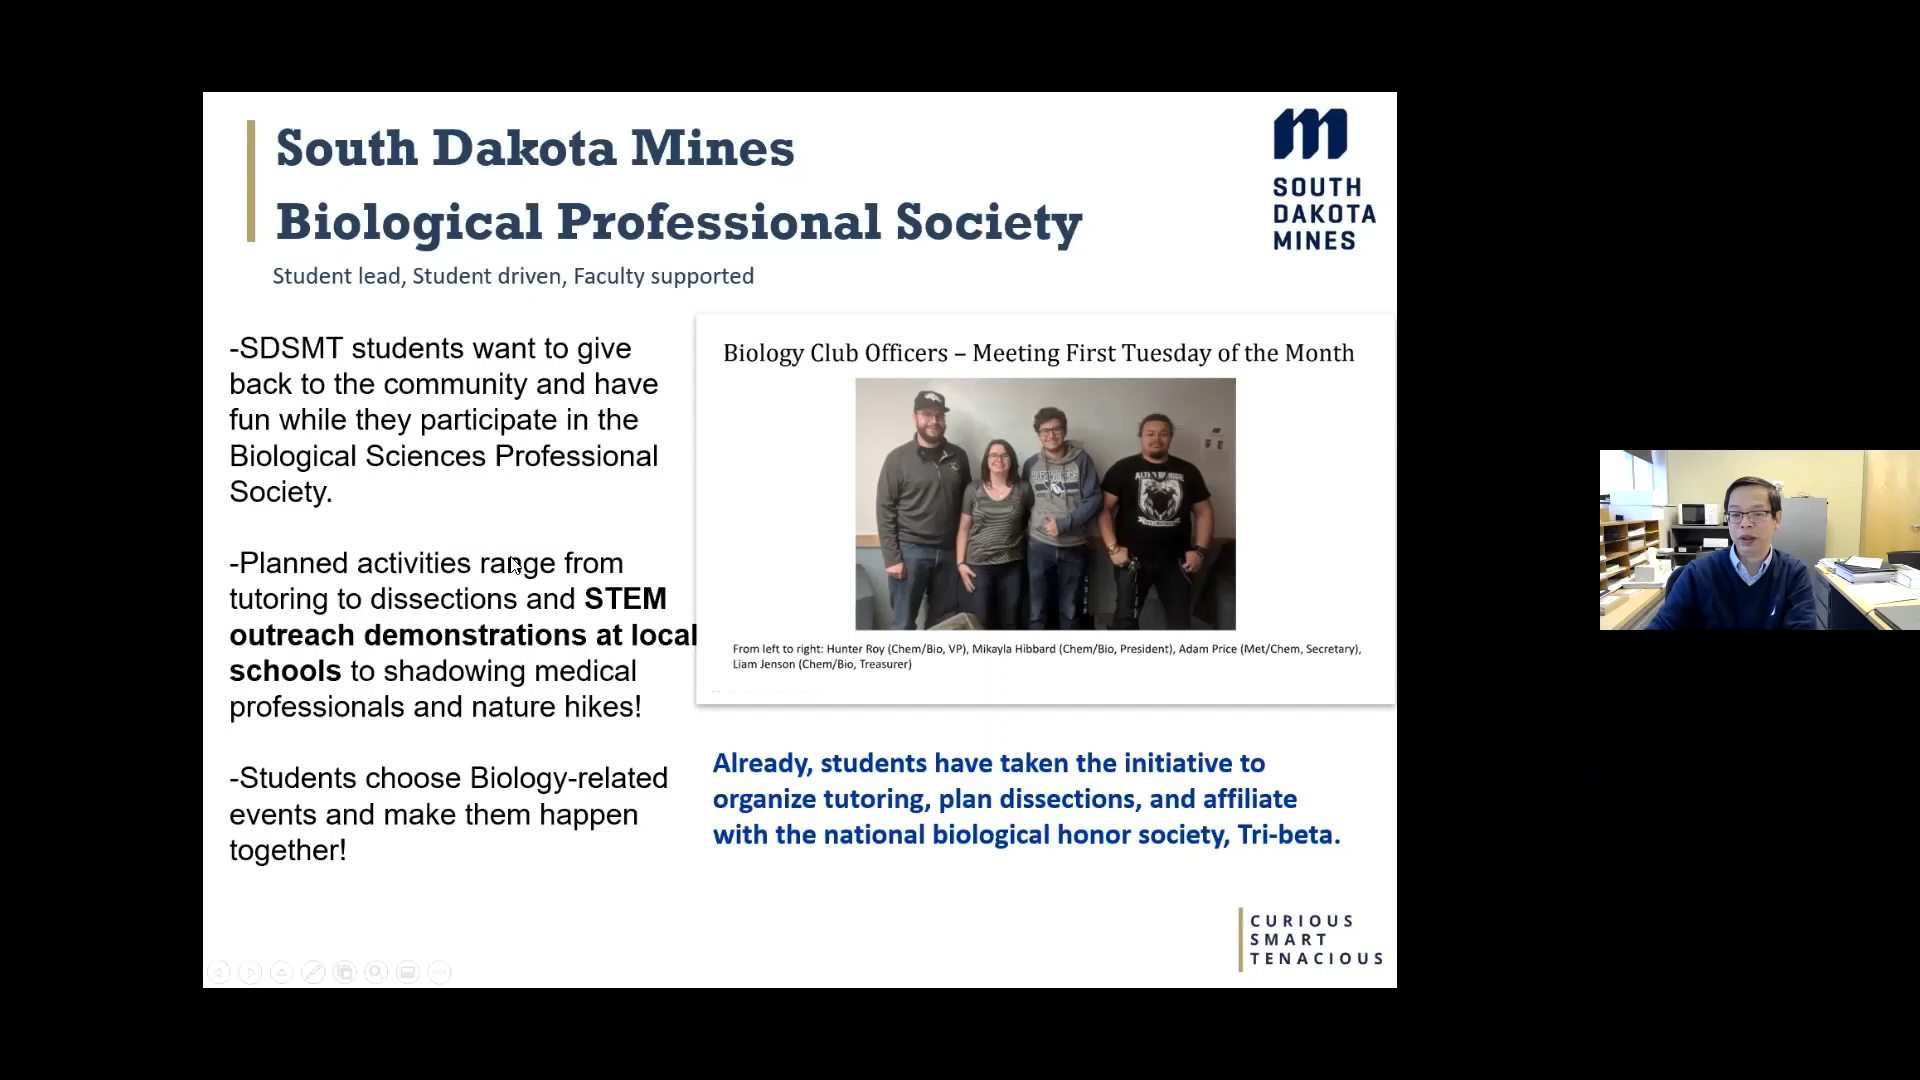 South Dakota Mines
Biological Professional Society
Student lead, Student driven, Faculty supported
SOUTH
DAKOTA
MINES
-SDSMT students want to give
back to the community and have
fun while they participate in the
Biological Sciences Professional
Society.
-Planned activities range from
tutoring to dissections and STEM
outreach demonstrations at local
schools to shadowing medical
professionals and nature hikes!
-Students choose Biology-related
events and make them happen
together!
Biology Club Officers – Meeting First Tuesday of the Month
From left to right: Hunter Roy (Chem/Bio, VP), Mikayla Hibbard (Chem/Bio, President), Adam Price (Met/Chem, Secretary),
Liam Jenson (Chem/Bio, Treasurer)
Already, students have taken the initiative to
organize tutoring, plan dissections, and affiliate
with the national biological honor society, Tri-beta.
CURIOUS
SMART
TENACIOUS